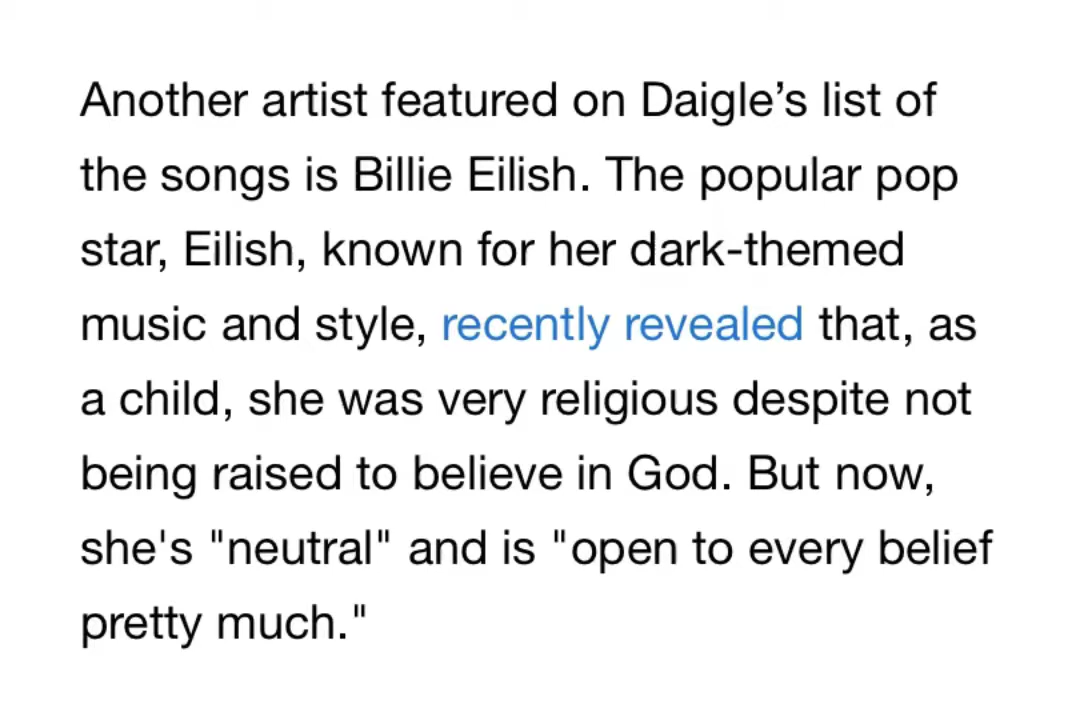 Another artist featured on Daigle’s list of
the songs is Billie Eilish. The popular pop
star, Eilish, known for her dark-themed
music and style, recently revealed that, as
a child, she was very religious despite not
being raised to believe in God. But now,
she's "neutral" and is "open to every belief
pretty much."